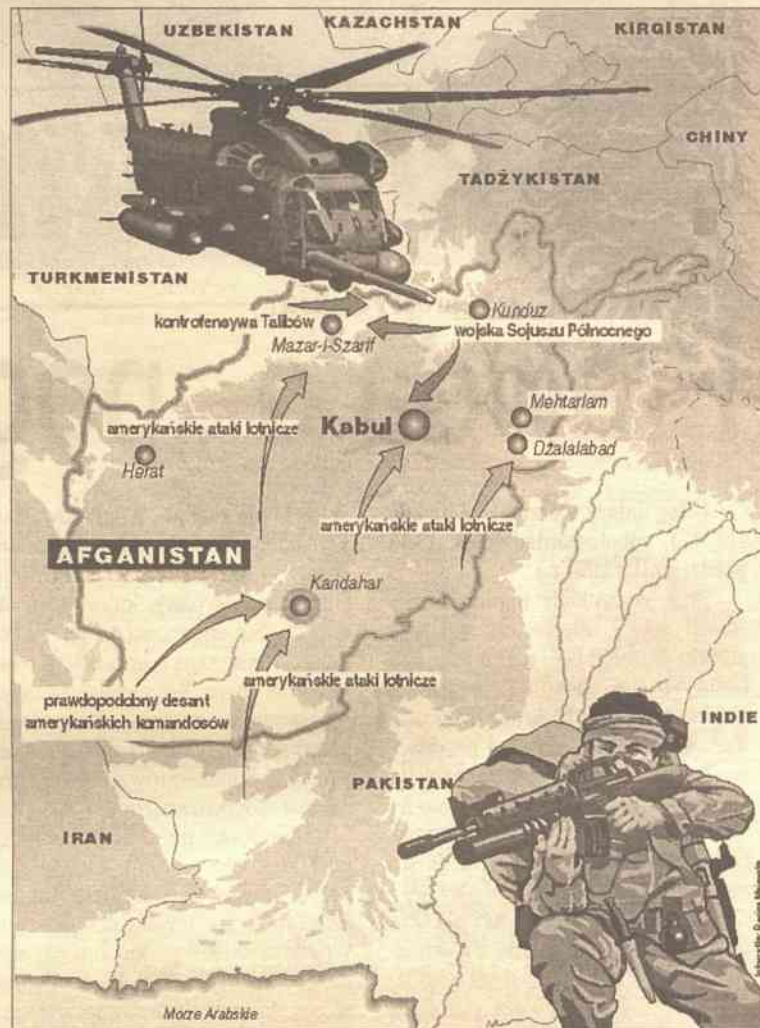 UZBEKISTAN
KAZACHSTAN
KIRGISTAN
CHINY
TADŻYKISTAN
TURKMENISTAN
kontrofensywa Talibów
Kunduz
wojska Sojuszu Północnego
Mazar-i-Szarif
Mehtarlam
Kabul
amerykańskie ataki lotnicze
Dżalalabad
Herat
amerykańskie ataki lotnicze
AFGANISTAN
Kandahar
amerykańskie ataki lotnicze
prawdopodobny desant
amerykańskich komandosów
INDIE
PAKISTAN
IRAN
Morze Arabskie